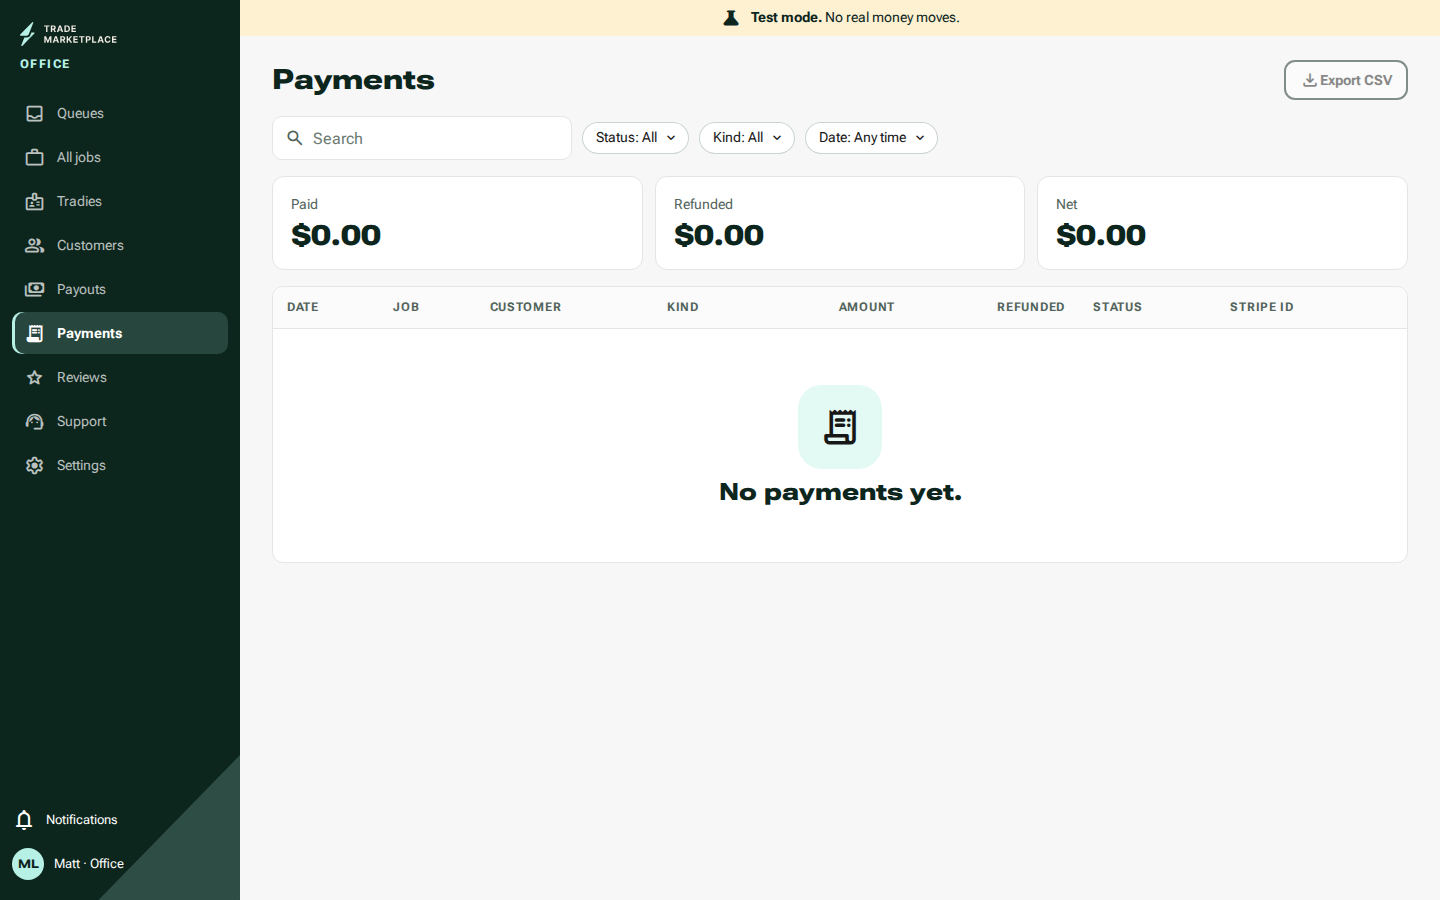 TRADE
MARKETPLACE
OFFICE
Queues
All jobs
Tradies
Customers
Payouts
Payments
Reviews
Support
Settings
Notifications
ML Matt · Office
Test mode. No real money moves.
Payments
Export CSV
Search
Status: All
Kind: All
Date: Any time
Paid
$0.00
Refunded
$0.00
Net
$0.00
DATE JOB CUSTOMER KIND AMOUNT REFUNDED STATUS STRIPE ID
No payments yet.